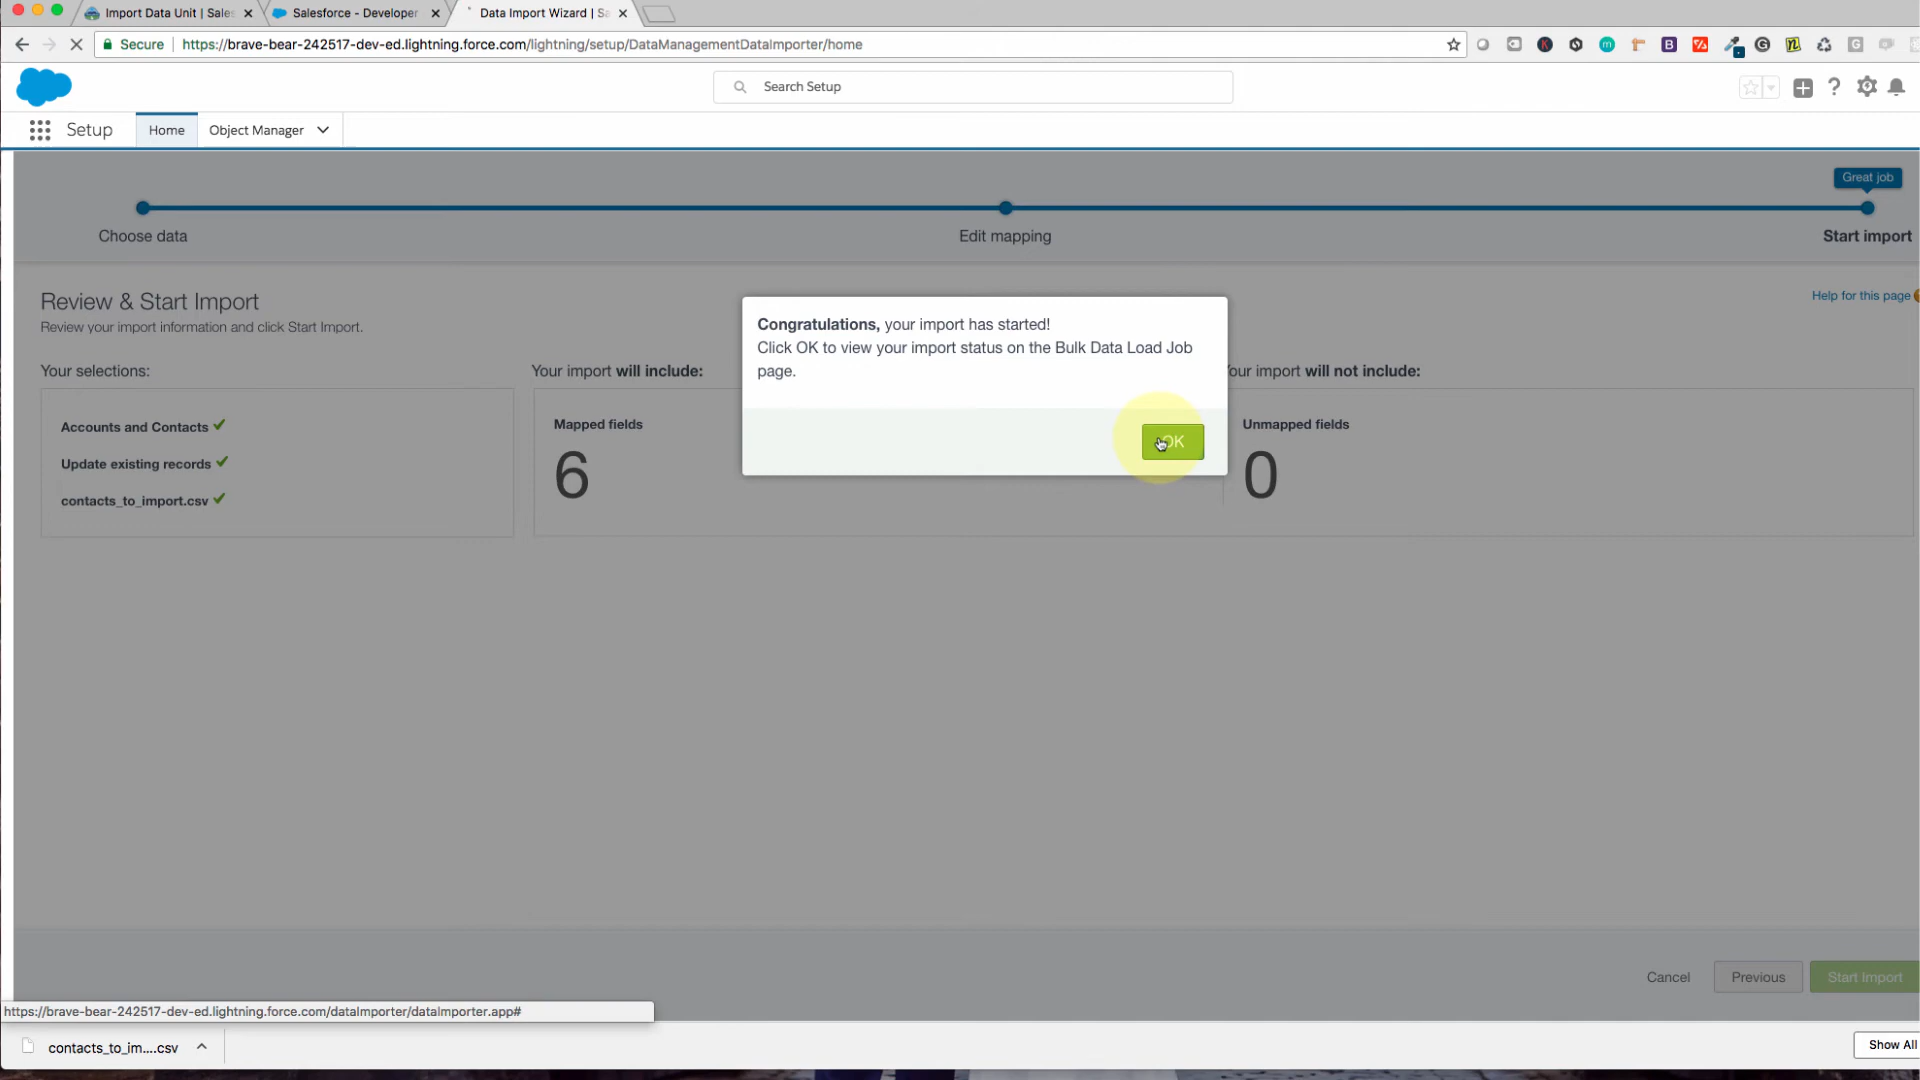 Import Data Unit | Sales
Salesforce - Developer
Data Import Wizard | Sa
Secure
https://brave-bear-242517-dev-ed.lightning.force.com/lightning/setup/DataManagementDataImporter/home
Search Setup
Setup
Home
Object Manager
Great job
Choose data
Edit mapping
Start import
Review & Start Import
Review your import information and click Start Import.
Help for this page
Congratulations, your import has started!
Click OK to view your import status on the Bulk Data Load Job
page.
OK
Your selections:
Accounts and Contacts
Update existing records
contacts_to_import.csv
Your import will include:
Mapped fields
6
our import will not include:
Unmapped fields
0
Cancel
Previous
Start Import
https://brave-bear-242517-dev-ed.lightning.force.com/dataImporter/dataImporter.app#
contacts_to_im....csv
Show All